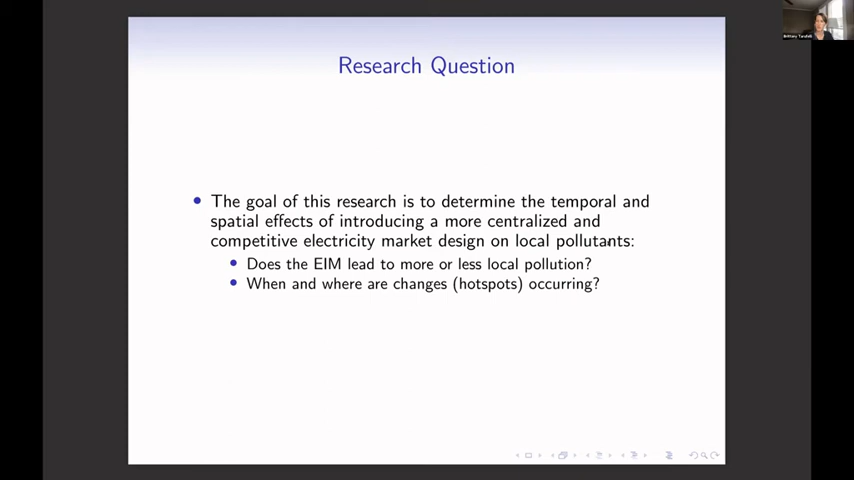 Research Question
The goal of this research is to determine the temporal and
spatial effects of introducing a more centralized and
competitive electricity market design on local pollutants:
Does the EIM lead to more or less local pollution?
When and where are changes (hotspots) occurring?